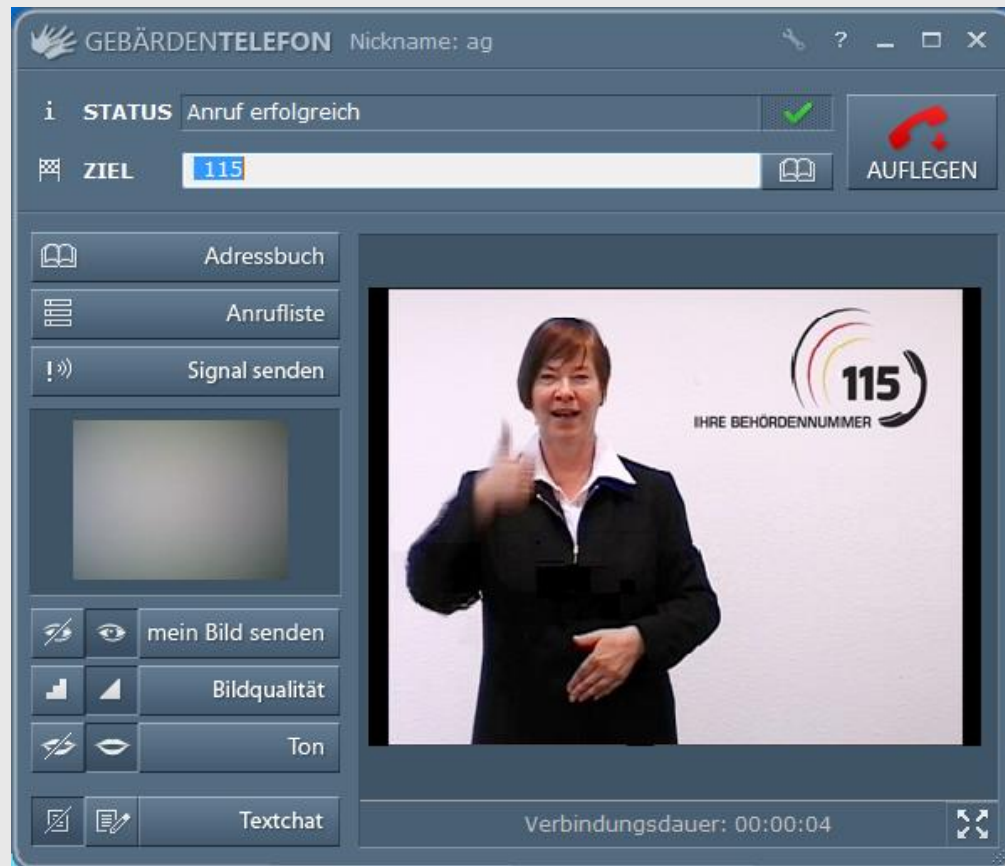 GEBÄRDENTELEFON Nickname: ag
?
i STATUS Anruf erfolgreich
ZIEL 115
AUFLEGEN
Adressbuch
Anrufliste
! Signal senden
115
IHRE BEHÖRDENNUMMER
mein Bild senden
Bildqualität
Ton
Textchat
Verbindungsdauer: 00:00:04